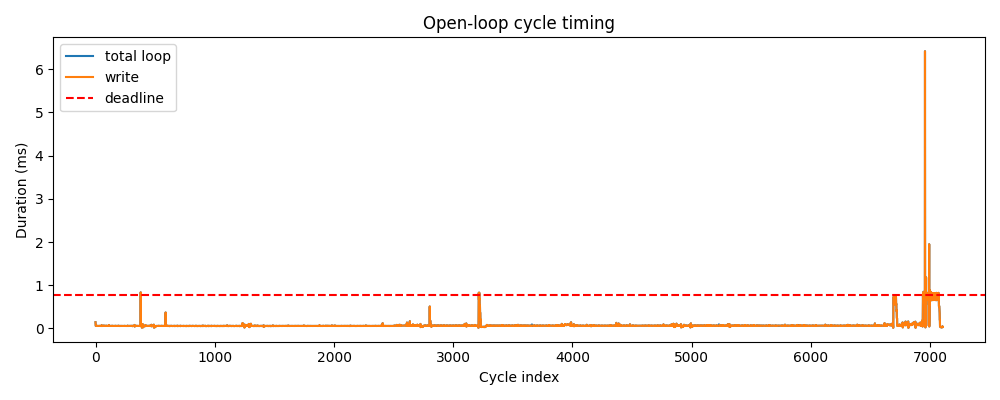 Open-loop cycle timing
total loop
write
deadline
Duration (ms)
6
5
4
3
2
1
0
0 1000 2000 3000 4000 5000 6000 7000
Cycle index